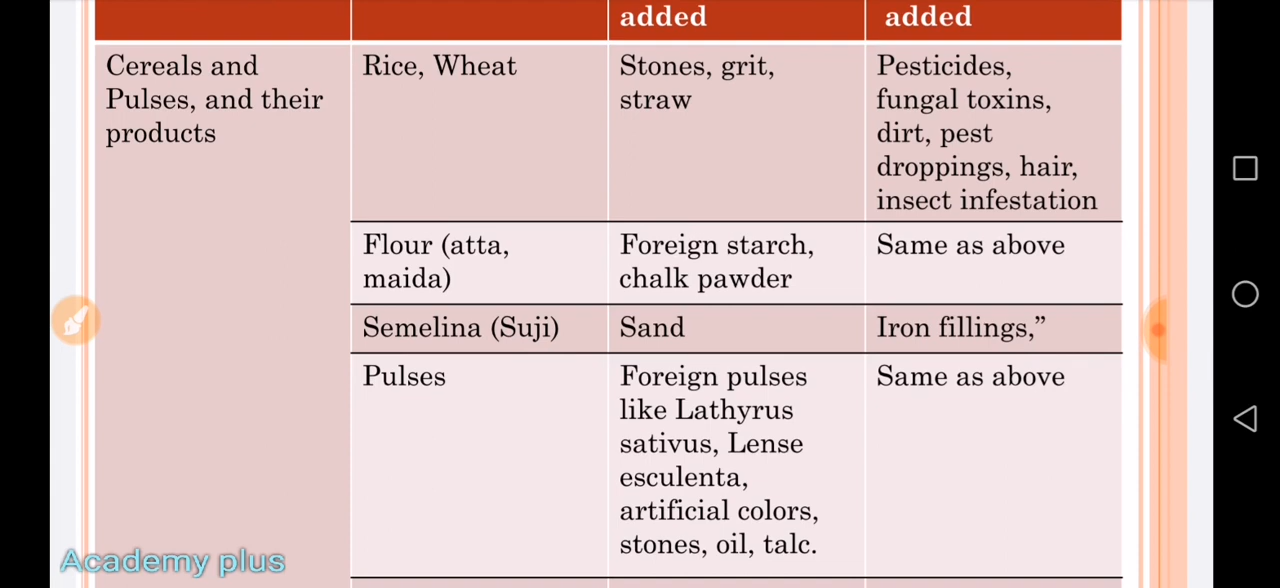 added
added
Cereals and
Pulses, and their
products
Rice, Wheat
Stones, grit,
straw
Pesticides,
fungal toxins,
dirt, pest
droppings, hair,
insect infestation
Flour (atta,
maida)
Foreign starch,
chalk pawder
Same as above
Semelina (Suji)
Sand
Iron fillings,”
Pulses
Foreign pulses
like Lathyrus
sativus, Lense
esculenta,
artificial colors,
stones, oil, talc.
Same as above
Academy plus